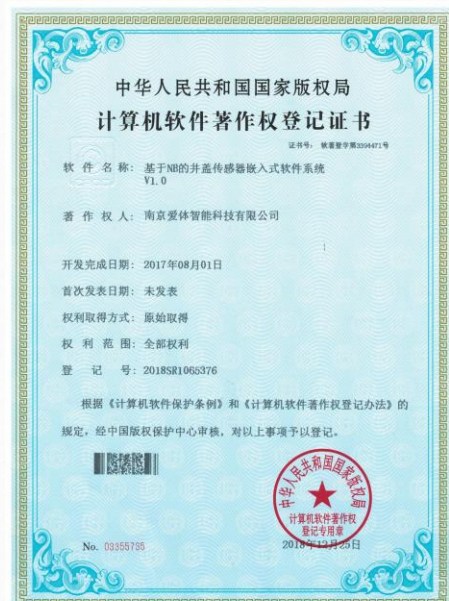 中华人民共和国国家版权局
计算机软件著作权登记证书
证书号： 软著登字第3394471号
软件名称： 基于NB的井盖传感器嵌入式软件系统
V1.0
著作权人： 南京爱体智能科技有限公司
开发完成日期： 2017年08月01日
首次发表日期： 未发表
权利取得方式： 原始取得
权利范围： 全部权利
登记号： 2018SR1065376
根据《计算机软件保护条例》和《计算机软件著作权登记办法》的
规定，经中国版权保护中心审核，对以上事项予以登记。
中华人民共和国国家版权局
计算机软件著作权
登记专用章
No. 03355735
2018年12月25日